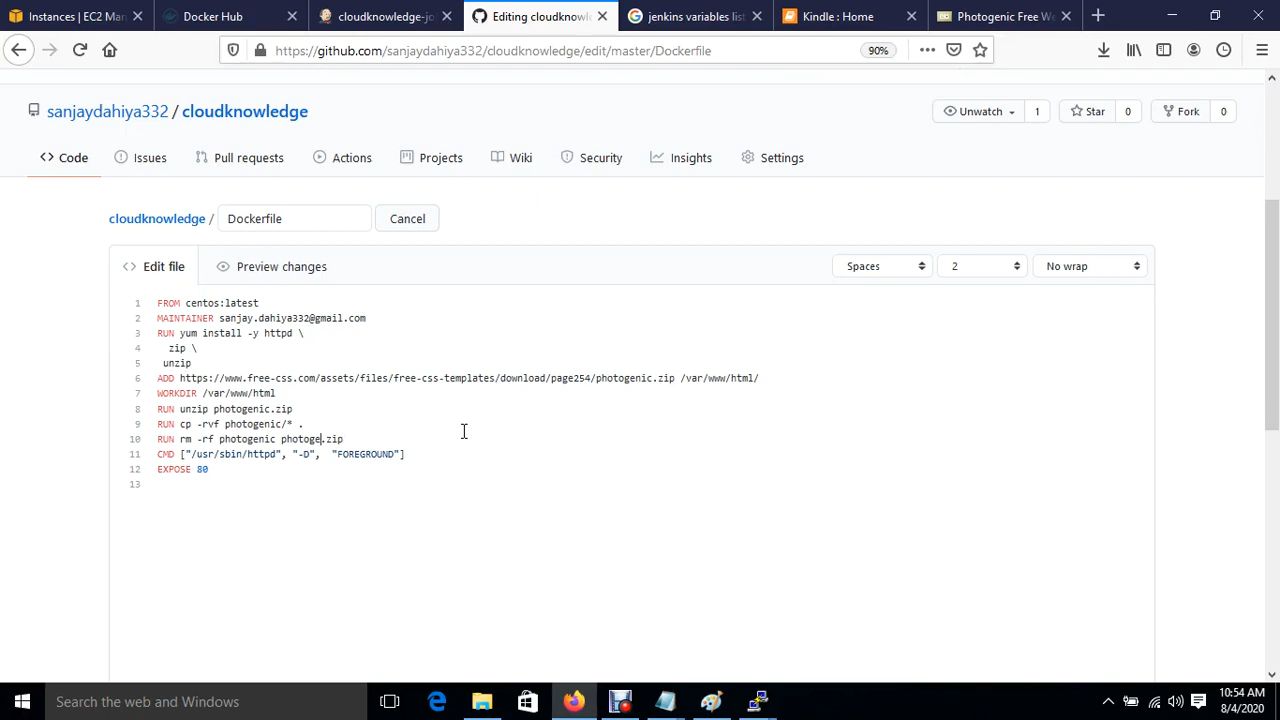 Instances | EC2 Man
Docker Hub
cloudknowledge-jo
Editing cloudknowl
jenkins variables list
Kindle : Home
Photogenic Free We
https://github.com/sanjaydahiya332/cloudknowledge/edit/master/Dockerfile
90%
sanjaydahiya332 / cloudknowledge
Unwatch 1
Star 0
Fork 0
Code
Issues
Pull requests
Actions
Projects
Wiki
Security
Insights
Settings
cloudknowledge / Dockerfile
Cancel
Edit file
Preview changes
Spaces
2
No wrap
1 FROM centos:latest
2 MAINTAINER sanjay.dahiya332@gmail.com
3 RUN yum install -y httpd \
4 zip \
5 unzip
6 ADD https://www.free-css.com/assets/files/free-css-templates/download/page254/photogenic.zip /var/www/html/
7 WORKDIR /var/www/html
8 RUN unzip photogenic.zip
9 RUN cp -rvf photogenic/* .
10 RUN rm -rf photogenic photoge.zip
11 CMD ["/usr/sbin/httpd", "-D", "FOREGROUND"]
12 EXPOSE 80
13
Search the web and Windows
10:54 AM
8/4/2020